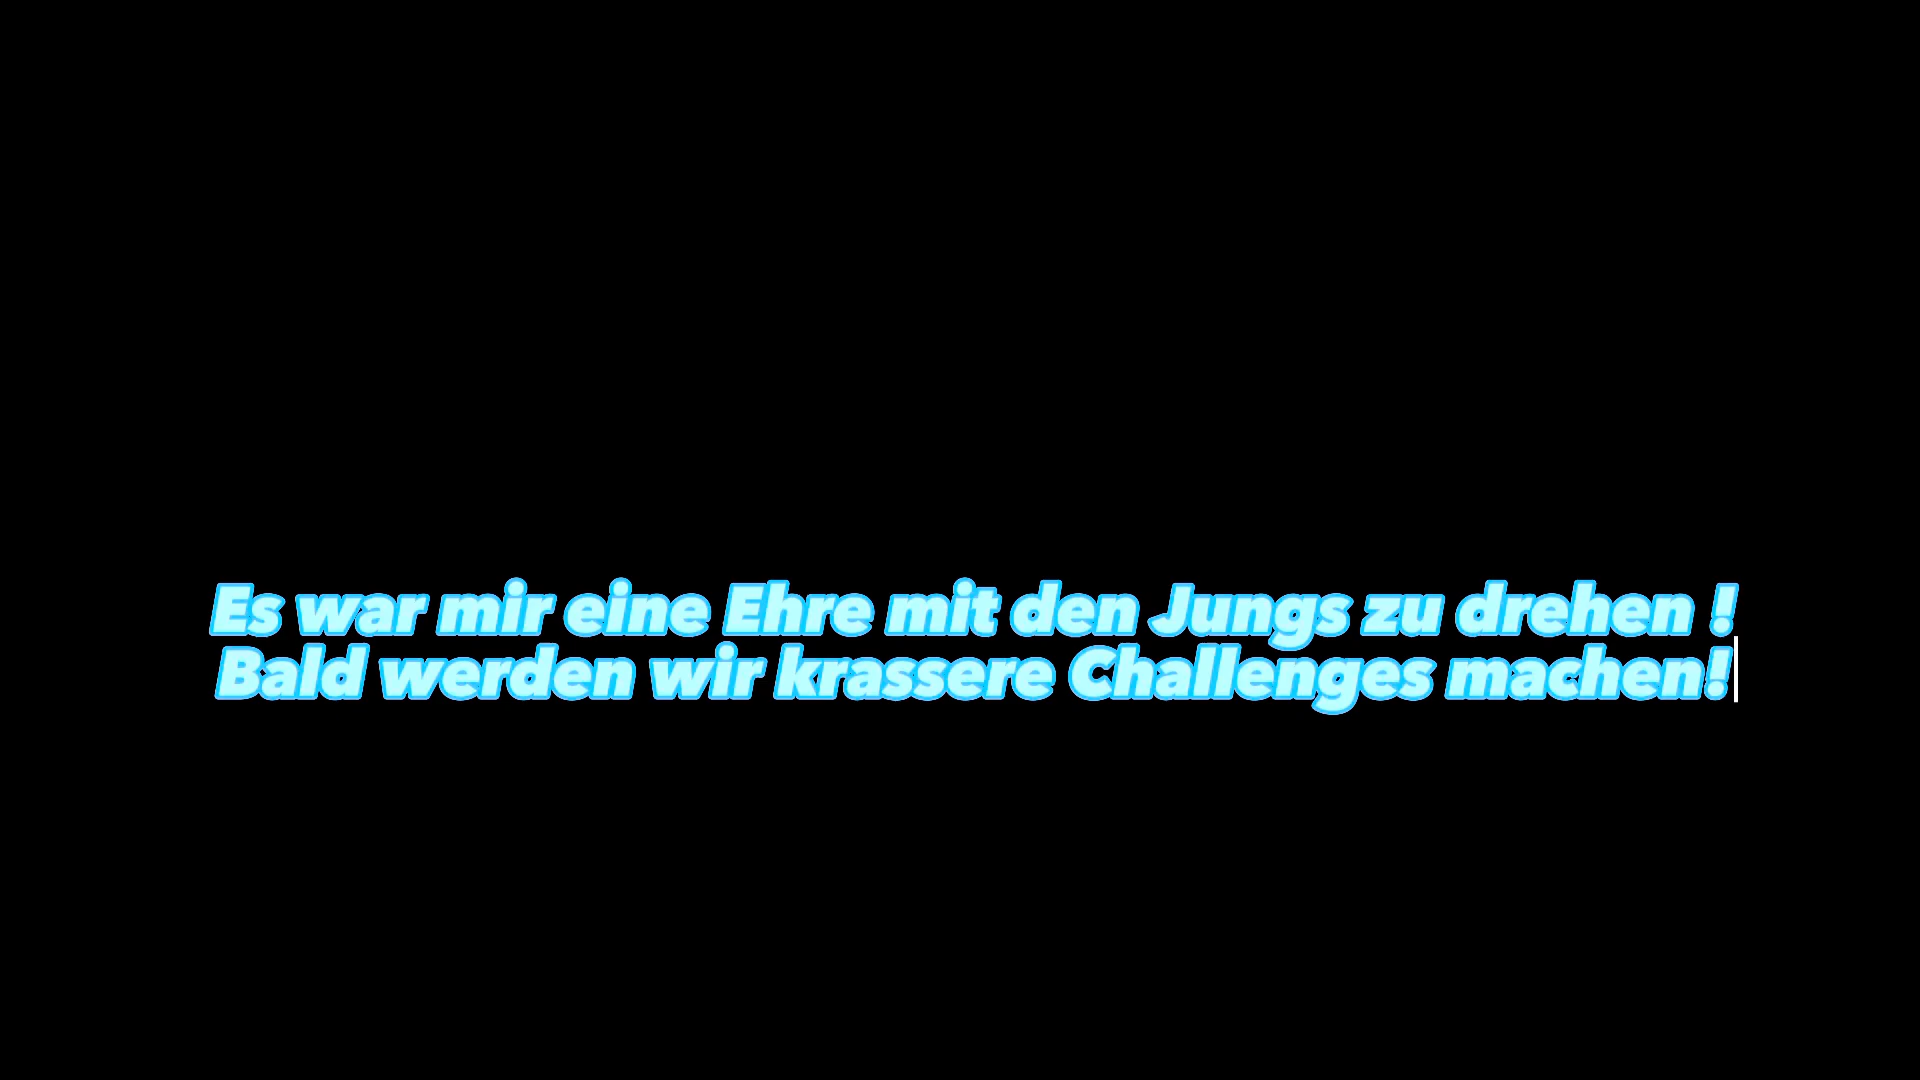 Es war mir eine Ehre mit den Jungs zu drehen !
Bald werden wir krassere Challenges machen!